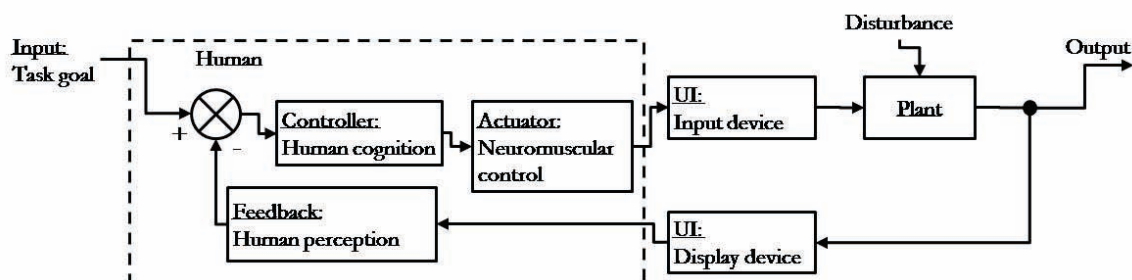 Disturbance
Input:
Task goal
Human
Output
+
-
Controller:
Human cognition
Actuator:
Neuromuscular
control
UI:
Input device
Plant
Feedback:
Human perception
UI:
Display device